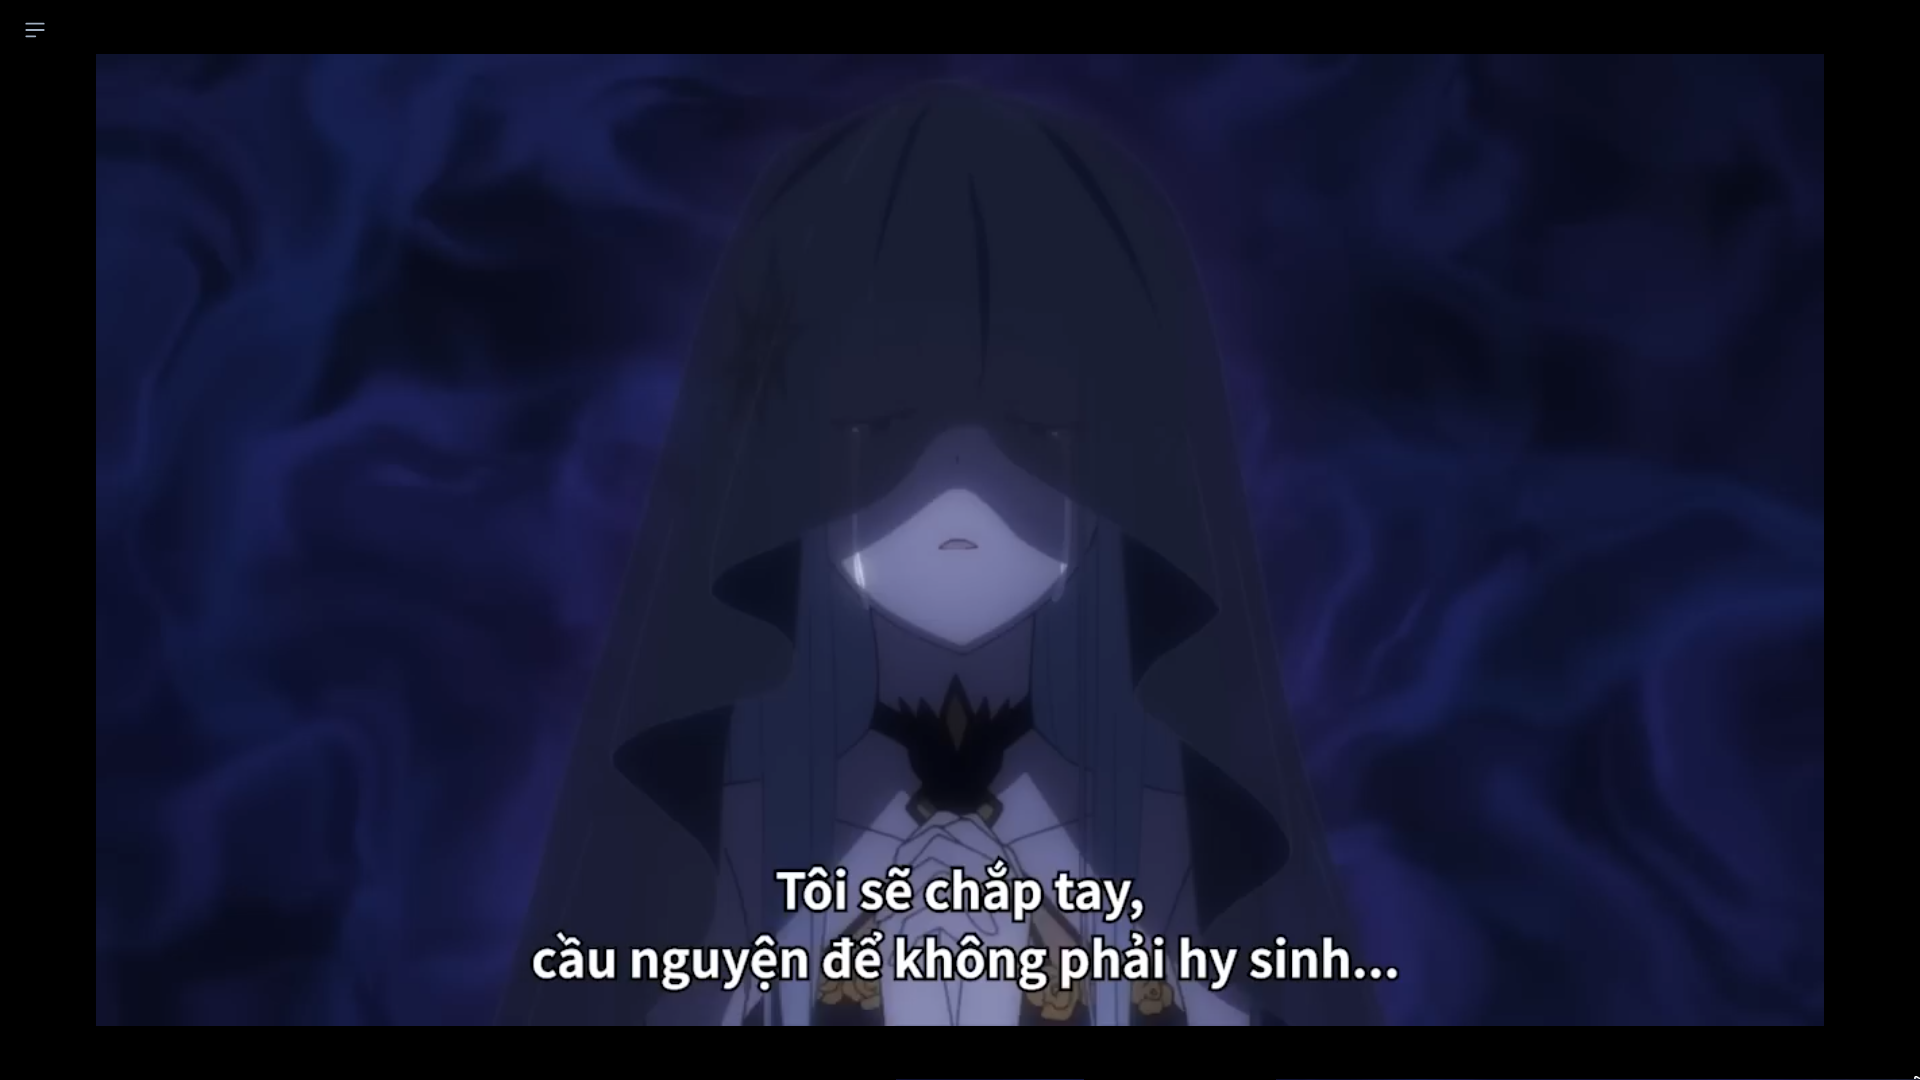 Tôi sẽ chắp tay,
cầu nguyện để không phải hy sinh...